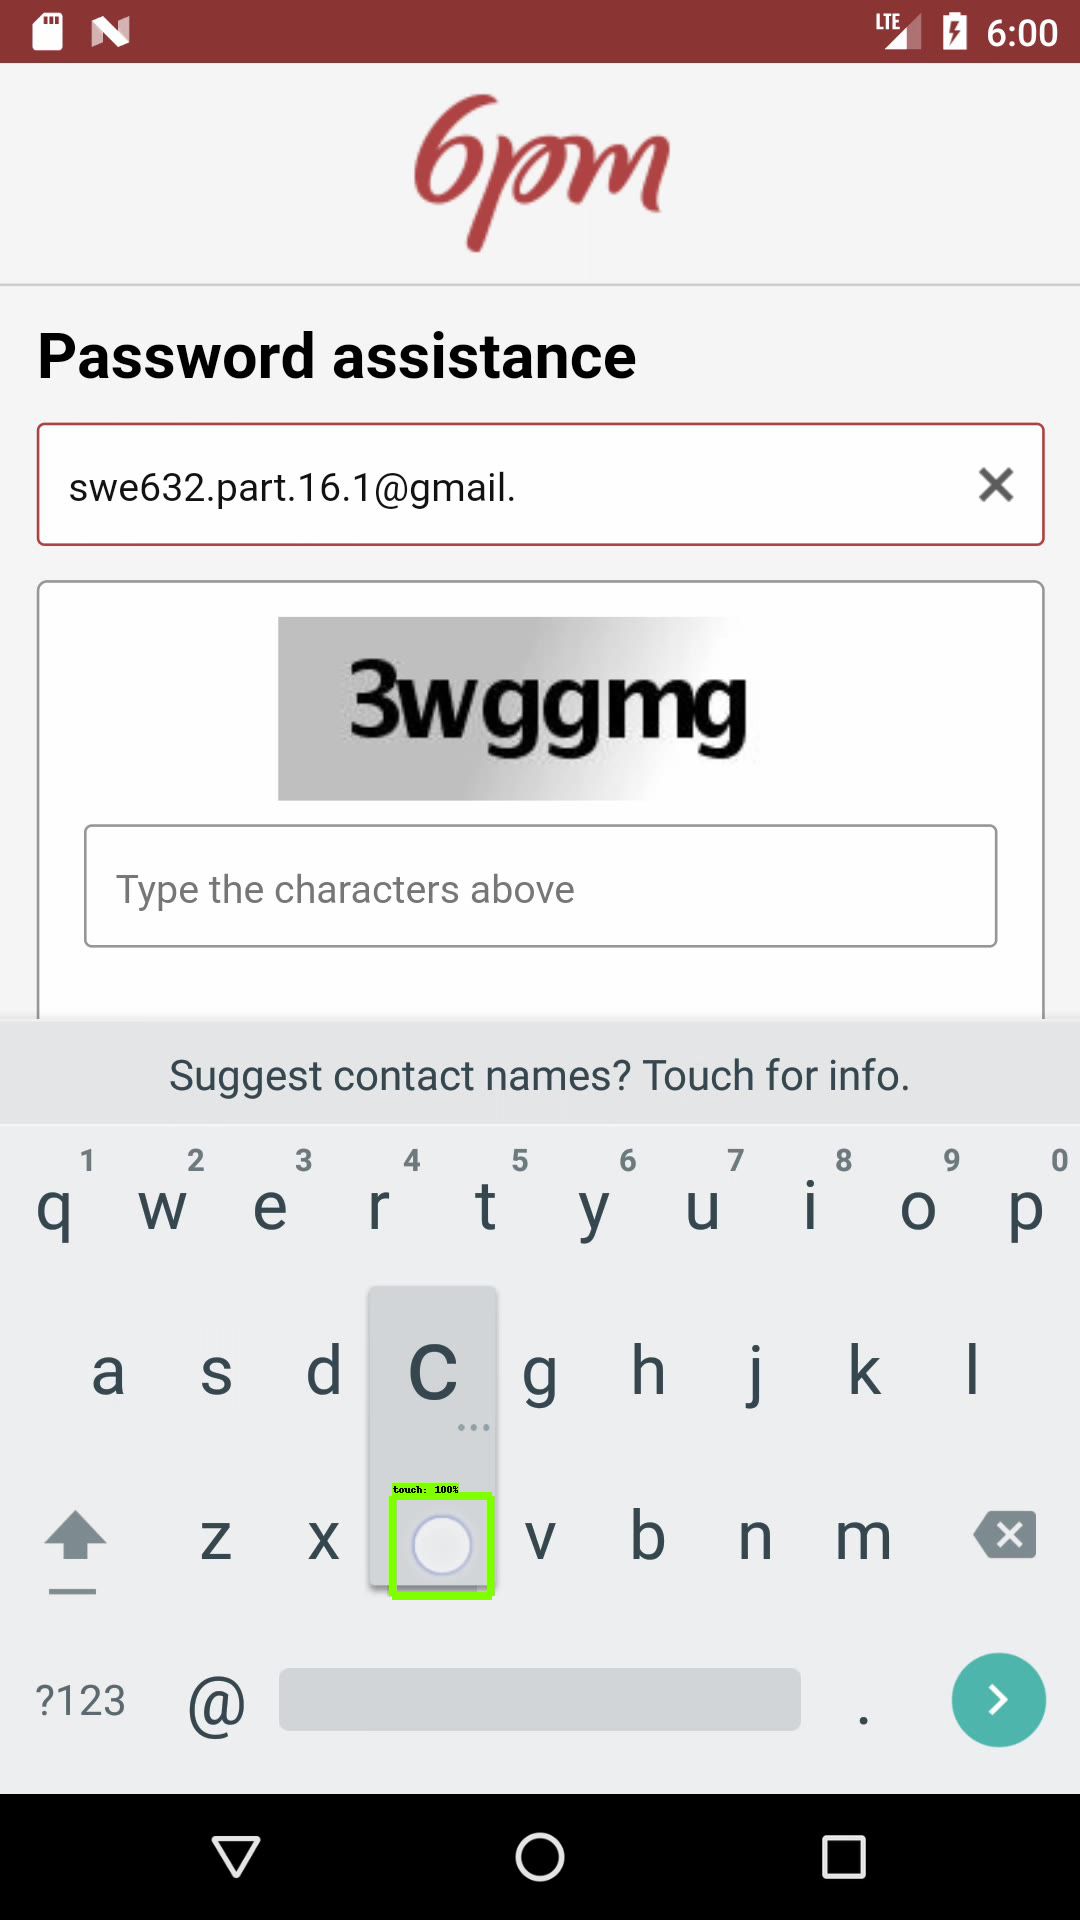 LTE 6:00
6pm
Password assistance
swe632.part.16.1@gmail.
3wggmg
Type the characters above
Suggest contact names? Touch for info.
1 2 3 4 5 6 7 8 9 0
q w e r t y u i o p
a s d c g h j k l
touch: 100%
z x v b n m
?123 @ .